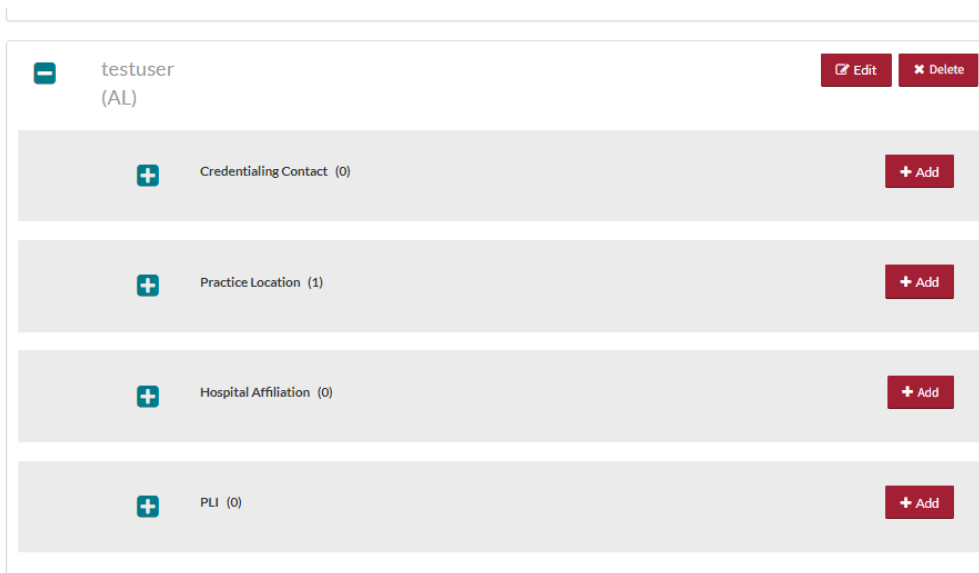 testuser Edit Delete
(AL)
Credentialing Contact (0) Add
Practice Location (1) Add
Hospital Affiliation (0) Add
PLI (0) Add